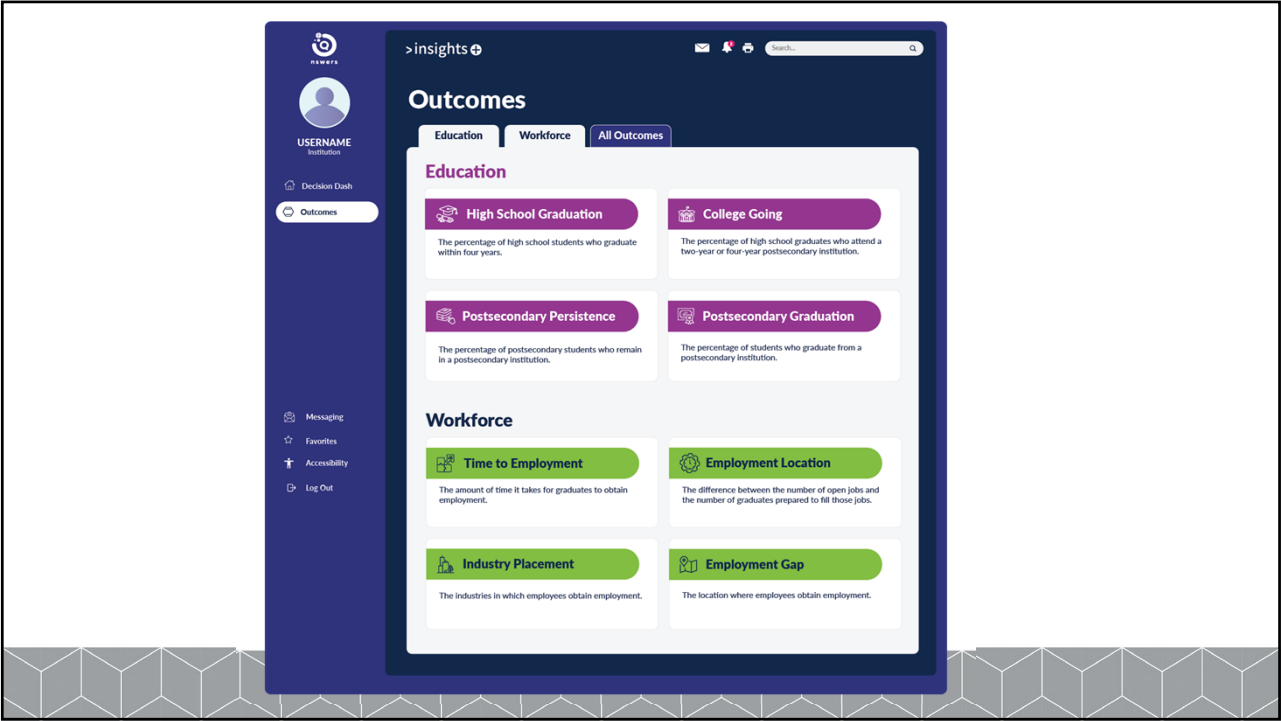 nswers
USERNAME
Institution
Decision Dash
Outcomes
Messaging
Favorites
Accessibility
Log Out
>insights
Search...
Outcomes
Education
Workforce
All Outcomes
Education
High School Graduation
The percentage of high school students who graduate
within four years.
College Going
The percentage of high school graduates who attend a
two-year or four-year postsecondary institution.
Postsecondary Persistence
The percentage of postsecondary students who remain
in a postsecondary institution.
Postsecondary Graduation
The percentage of students who graduate from a
postsecondary institution.
Workforce
Time to Employment
The amount of time it takes for graduates to obtain
employment.
Employment Location
The difference between the number of open jobs and
the number of graduates prepared to fill those jobs.
Industry Placement
The industries in which employees obtain employment.
Employment Gap
The location where employees obtain employment.